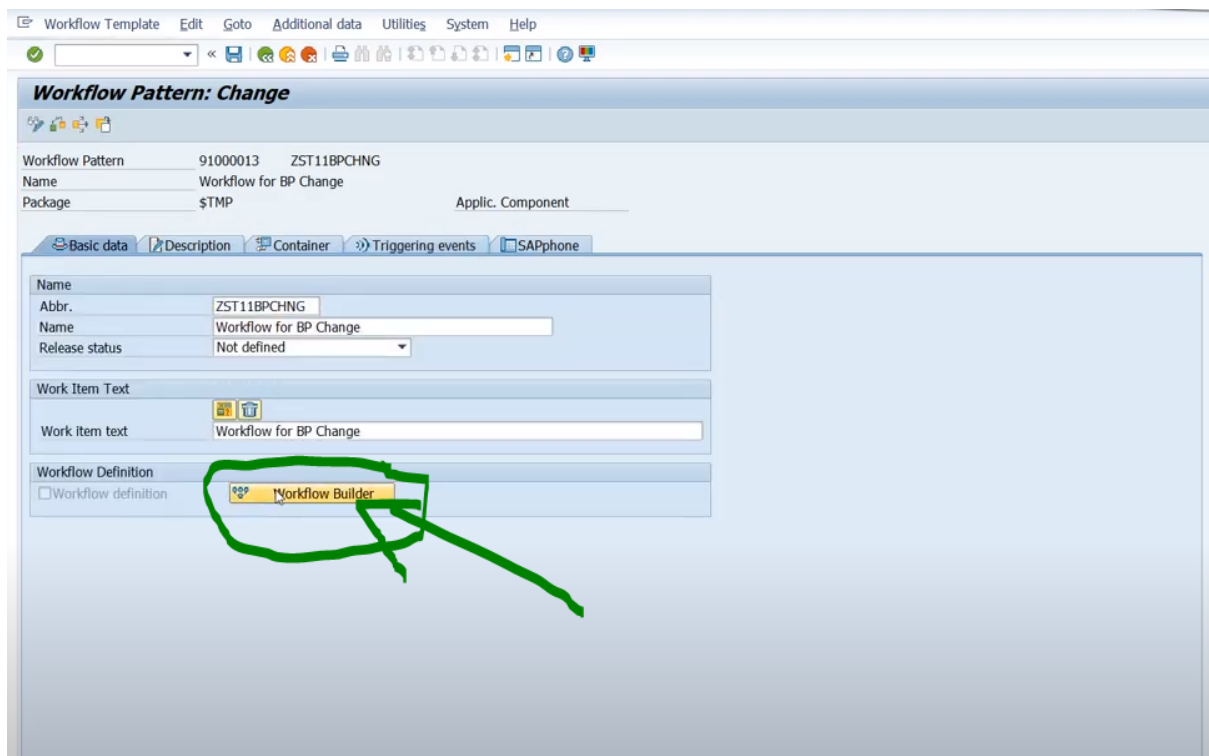 Workflow Template Edit Goto Additional data Utilities System Help
Workflow Pattern: Change
Workflow Pattern 91000013 ZST11BPCHNG
Name Workflow for BP Change
Package $TMP Applic. Component
Basic data Description Container Triggering events SAPphone
Name
Abbr. ZST11BPCHNG
Name Workflow for BP Change
Release status Not defined
Work Item Text
Work item text Workflow for BP Change
Workflow Definition
Workflow definition Workflow Builder